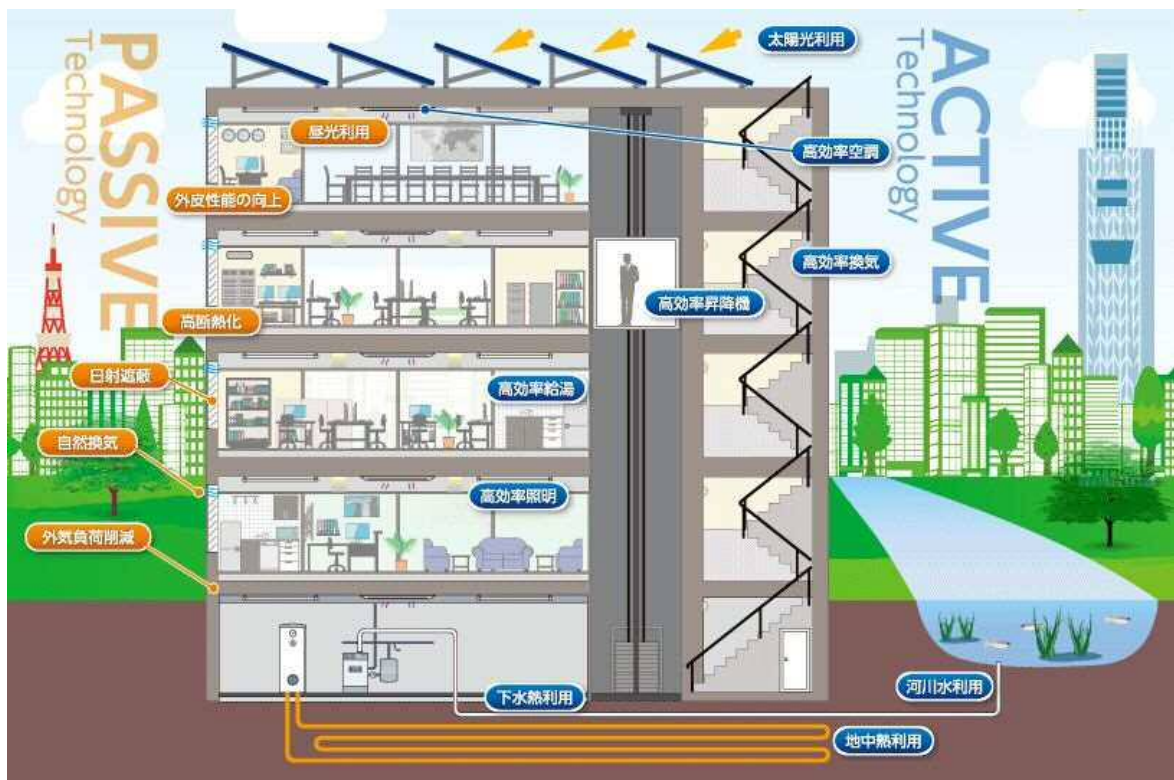 PASSIVE
Technology
ACTIVE
Technology
太陽光利用
昼光利用
高効率空調
外皮性能の向上
高効率換気
高効率昇降機
高断熱化
日射遮蔽
高効率給湯
自然換気
高効率照明
外気負荷削減
下水熱利用
河川水利用
地中熱利用